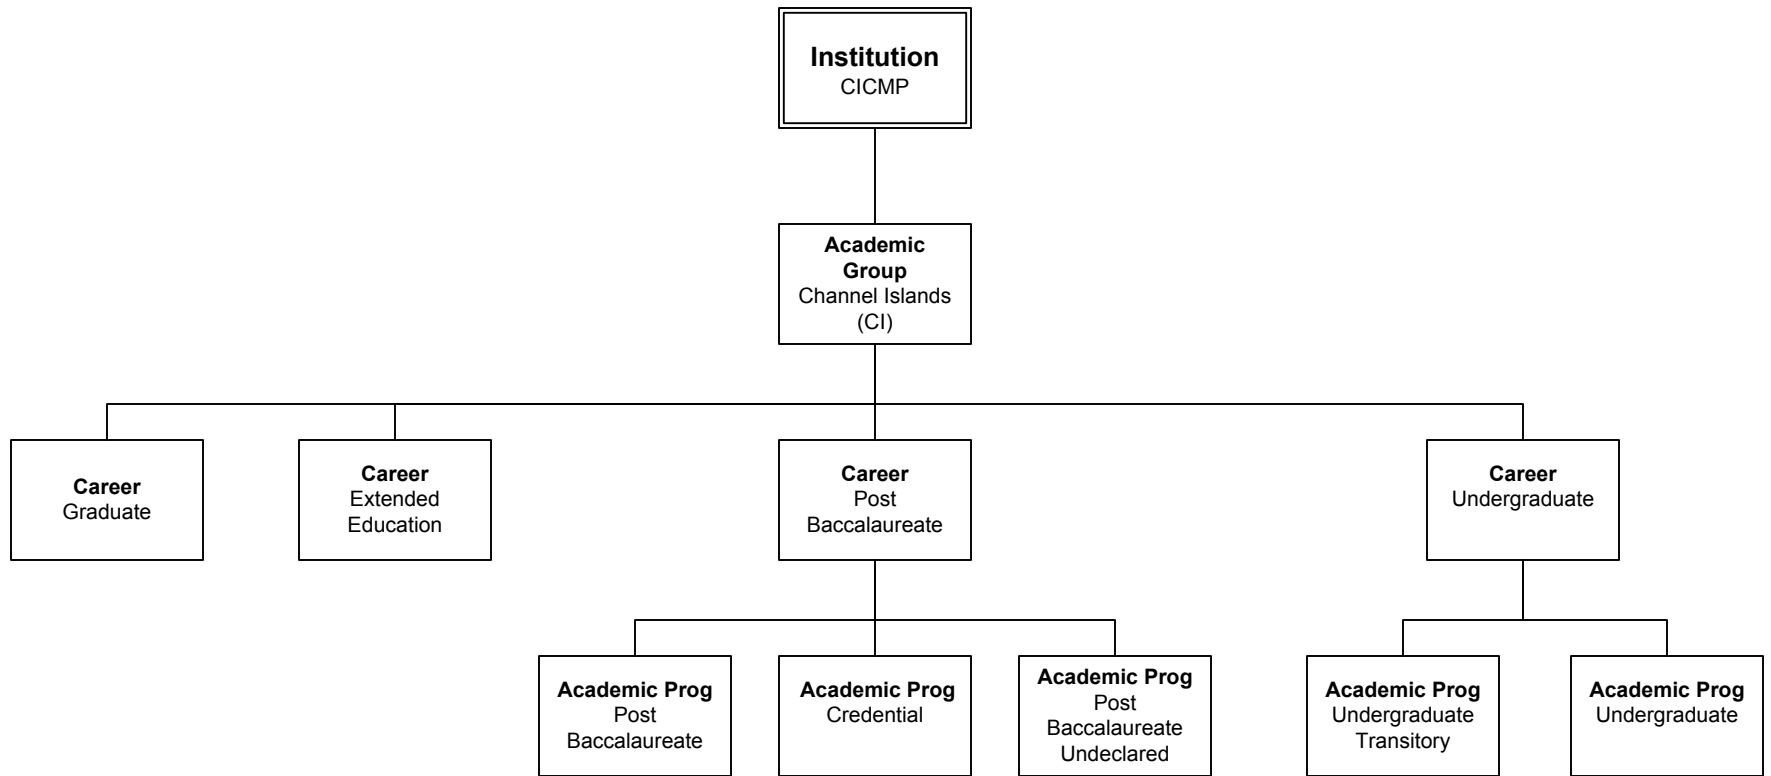 Institution
CICMP
Academic
Group
Channel Islands
(CI)
Career
Graduate
Career
Extended
Education
Career
Post
Baccalaureate
Career
Undergraduate
Academic Prog
Post
Baccalaureate
Academic Prog
Credential
Academic Prog
Post
Baccalaureate
Undeclared
Academic Prog
Undergraduate
Transitory
Academic Prog
Undergraduate